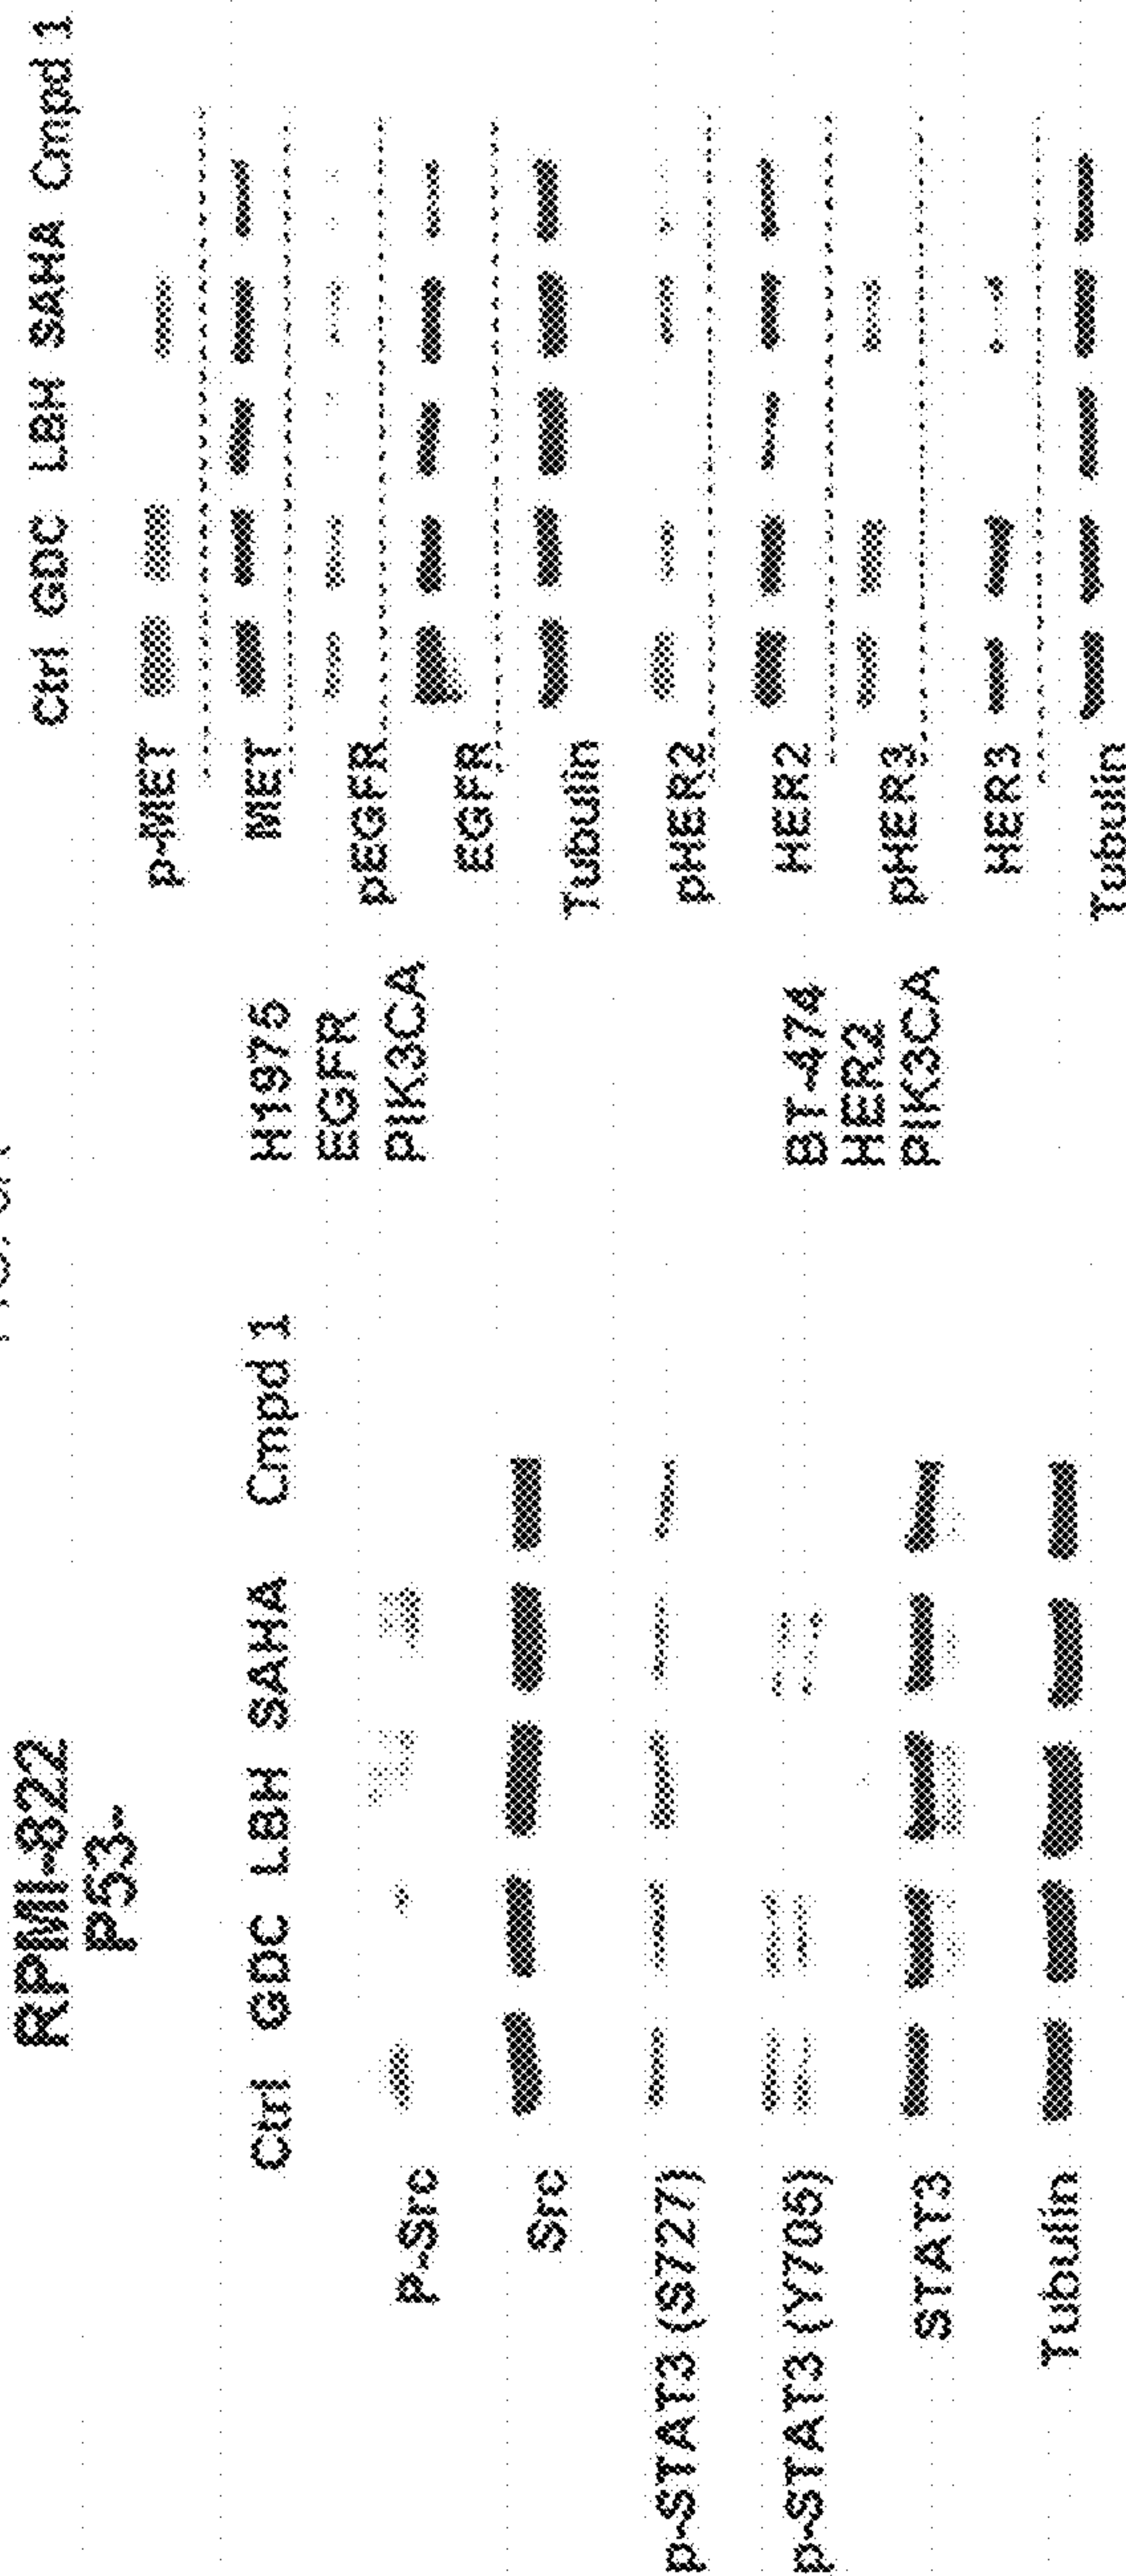 RPMI-822
P53-
Ctrl GDC LBH SAHA Cmpd 1
p-Src
Src
p-STAT3 (S727)
p-STAT3 (Y705)
STAT3
Tubulin
Ctrl GDC LBH SAHA Cmpd 1
H1975
EGFR
PIK3CA
p-MET
MET
pEGFR
EGFR
Tubulin
BT-474
HER2
PIK3CA
pHER2
HER2
pHER3
HER3
Tubulin